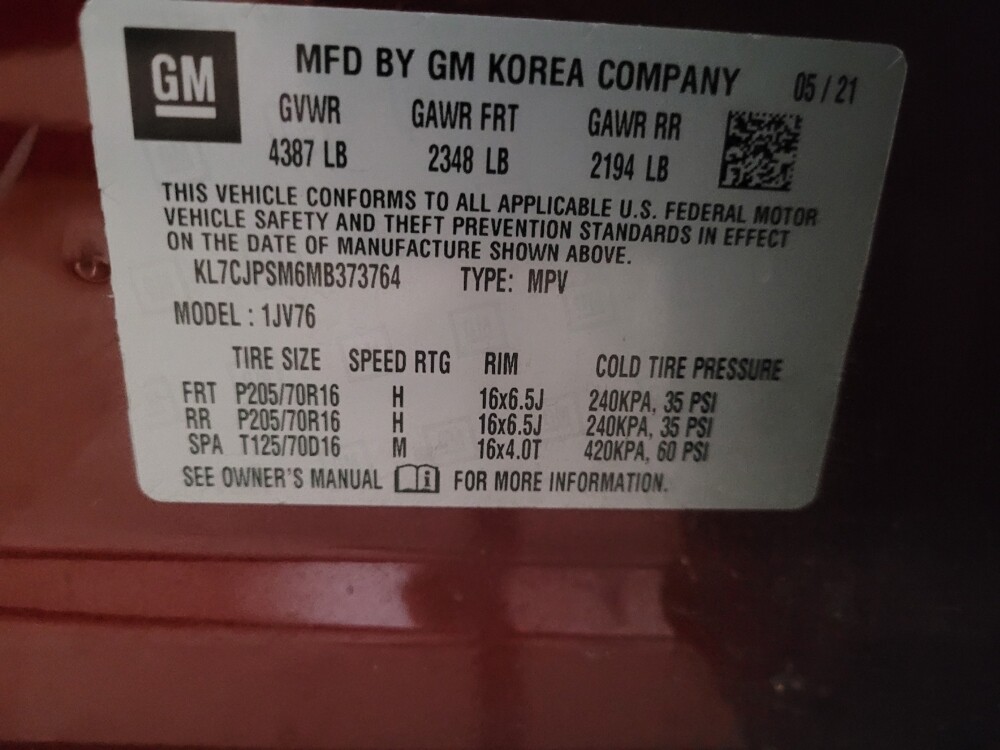 GM
MFD BY GM KOREA COMPANY 05 / 21
GVWR GAWR FRT GAWR RR
4387 LB 2348 LB 2194 LB
THIS VEHICLE CONFORMS TO ALL APPLICABLE U.S. FEDERAL MOTOR
VEHICLE SAFETY AND THEFT PREVENTION STANDARDS IN EFFECT
ON THE DATE OF MANUFACTURE SHOWN ABOVE.
KL7CJPSM6MB373764 TYPE: MPV
MODEL : 1JV76
TIRE SIZE SPEED RTG RIM COLD TIRE PRESSURE
FRT P205/70R16 H 16x6.5J 240KPA, 35 PSI
RR P205/70R16 H 16x6.5J 240KPA, 35 PSI
SPA T125/70D16 M 16x4.0T 420KPA, 60 PSI
SEE OWNER'S MANUAL FOR MORE INFORMATION.